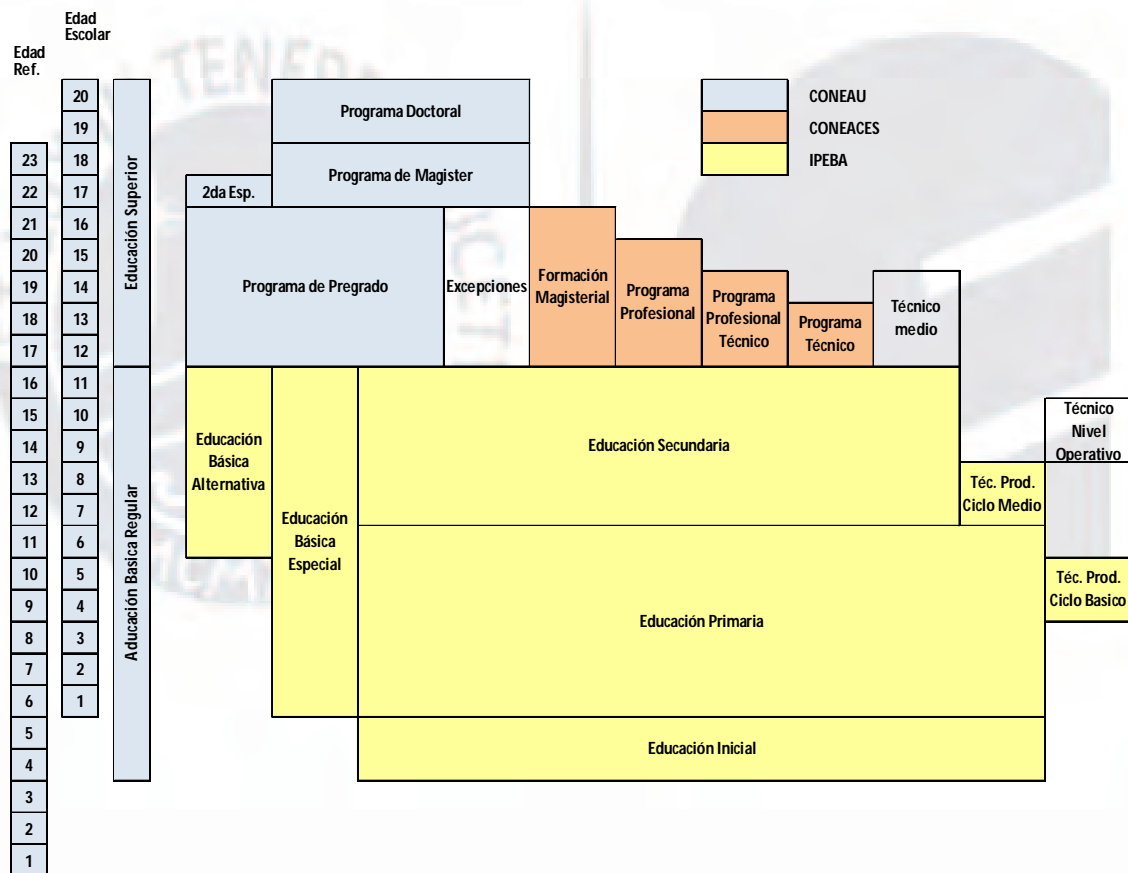 Edad
Escolar
Edad
Ref.
20
19
18
17
16
15
14
13
12
11
10
9
8
7
6
5
4
3
2
1
23
22
21
20
19
18
17
16
15
14
13
12
11
10
9
8
7
6
5
4
3
2
1
Educación Superior
Aducación Basica Regular
Programa Doctoral
Programa de Magister
2da Esp.
Programa de Pregrado
Excepciones
Formación
Magisterial
Programa
Profesional
Programa
Profesional
Técnico
Programa
Técnico
Técnico
medio
CONEAU
CONEACES
IPEBA
Educación
Básica
Alternativa
Educación
Básica
Especial
Educación Secundaria
Técnico
Nivel
Operativo
Téc. Prod.
Ciclo Medio
Téc. Prod.
Ciclo Basico
Educación Primaria
Educación Inicial